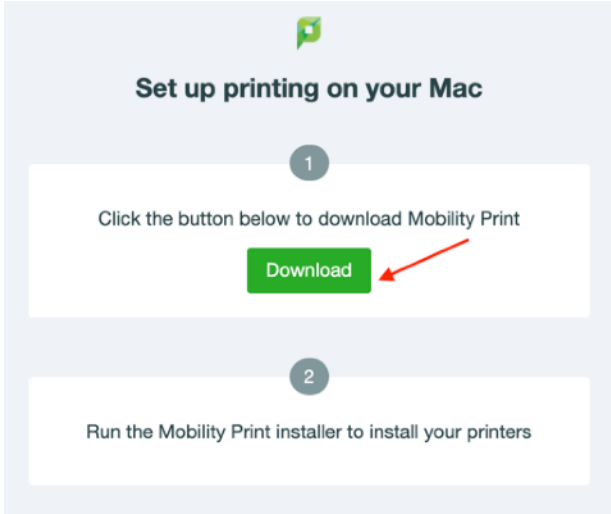 Set up printing on your Mac
1
Click the button below to download Mobility Print
Download
2
Run the Mobility Print installer to install your printers